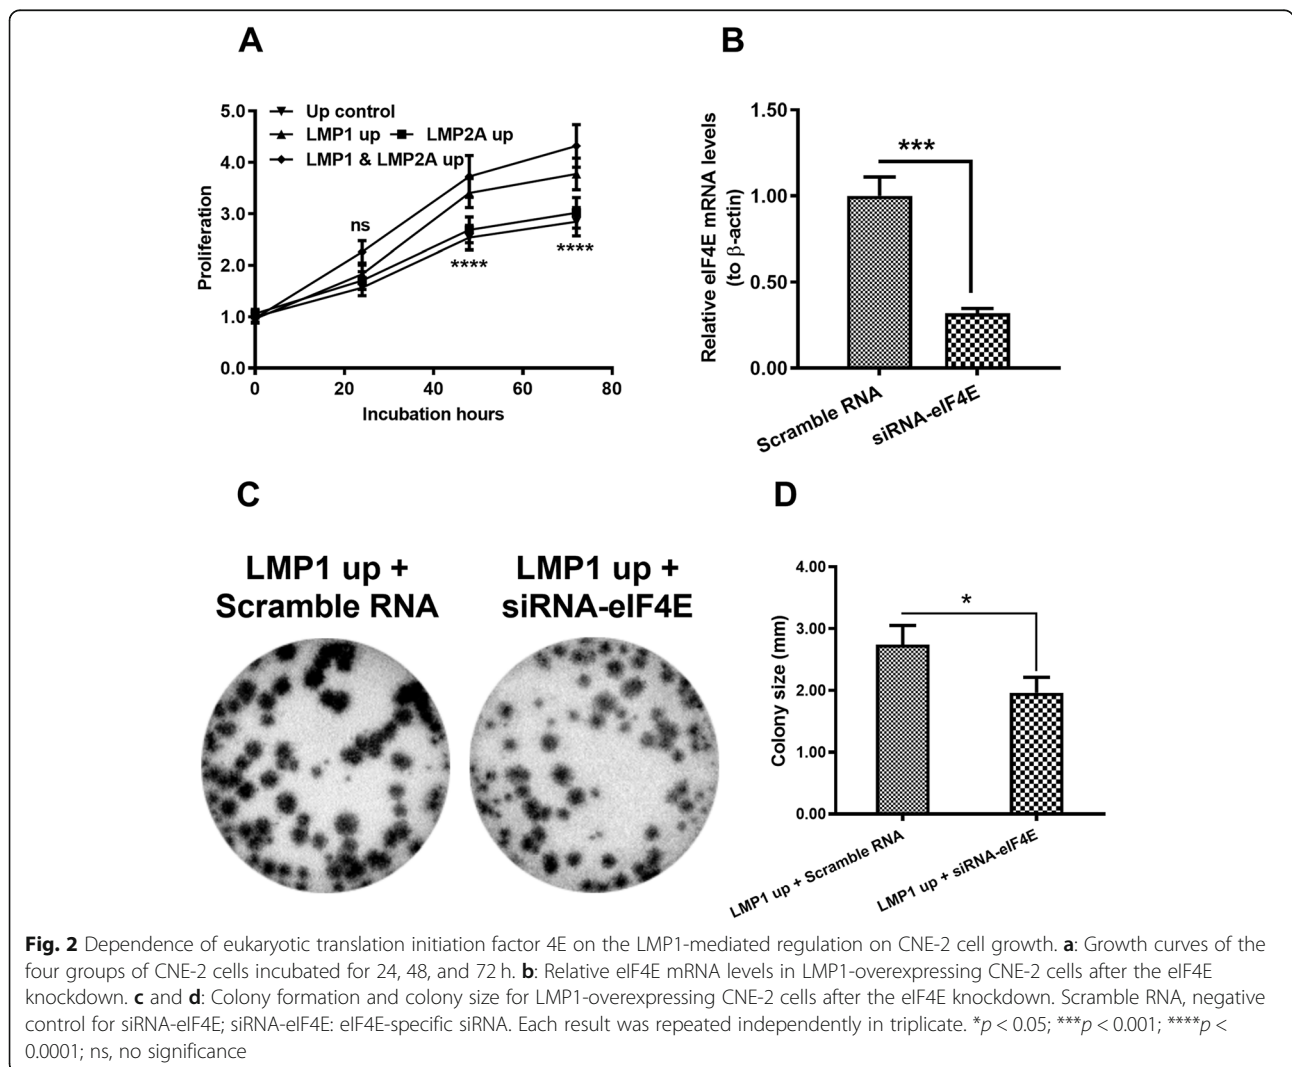 A
5.0
4.0
3.0
2.0
1.0
0.0
Proliferation
Up control
LMP1 up LMP2A up
LMP1 & LMP2A up
ns
****
****
0 20 40 60 80
Incubation hours
B
1.50
1.00
0.50
0.00
Relative eIF4E mRNA levels
(to β-actin)
***
Scramble RNA
siRNA-eIF4E
C
LMP1 up +
Scramble RNA
LMP1 up +
siRNA-eIF4E
D
4.00
3.00
2.00
1.00
0.00
Colony size (mm)
*
LMP1 up + Scramble RNA
LMP1 up + siRNA-eIF4E
Fig. 2 Dependence of eukaryotic translation initiation factor 4E on the LMP1-mediated regulation on CNE-2 cell growth. a: Growth curves of the
four groups of CNE-2 cells incubated for 24, 48, and 72 h. b: Relative eIF4E mRNA levels in LMP1-overexpressing CNE-2 cells after the eIF4E
knockdown. c and d: Colony formation and colony size for LMP1-overexpressing CNE-2 cells after the eIF4E knockdown. Scramble RNA, negative
control for siRNA-eIF4E; siRNA-eIF4E: eIF4E-specific siRNA. Each result was repeated independently in triplicate. *p < 0.05; ***p < 0.001; ****p <
0.0001; ns, no significance